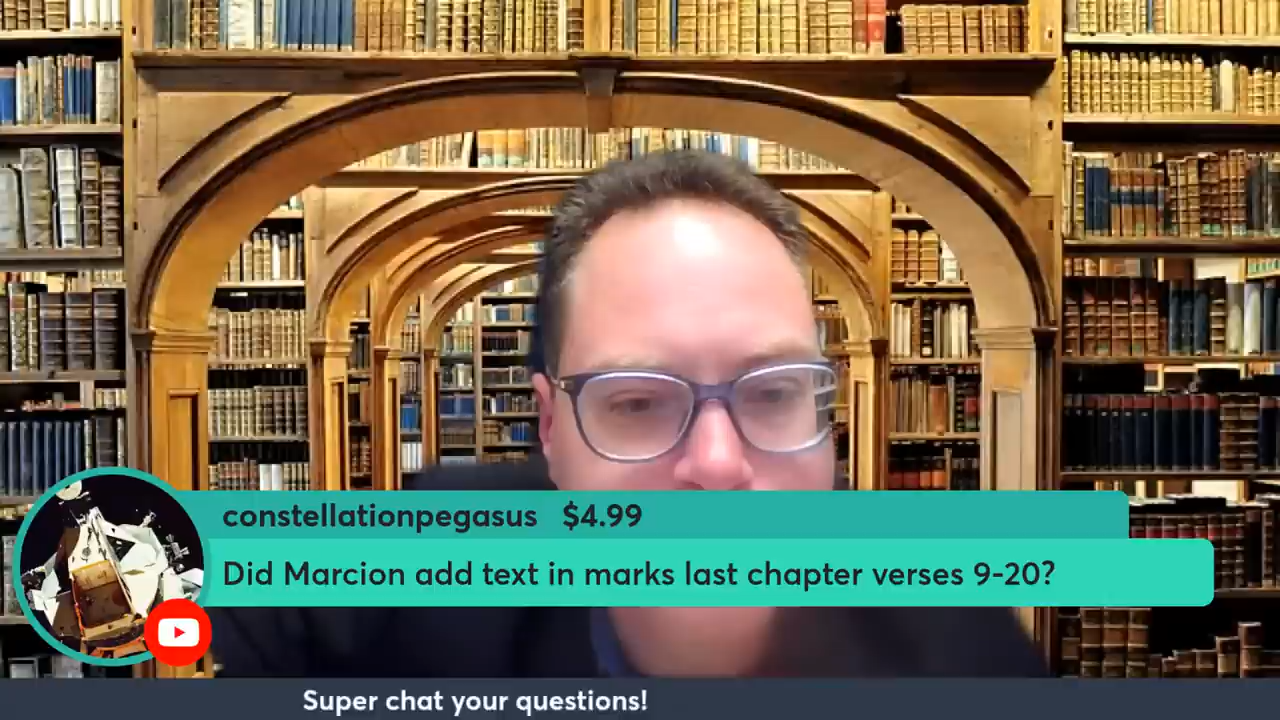 constellationpegasus $4.99
Did Marcion add text in marks last chapter verses 9-20?
Super chat your questions!